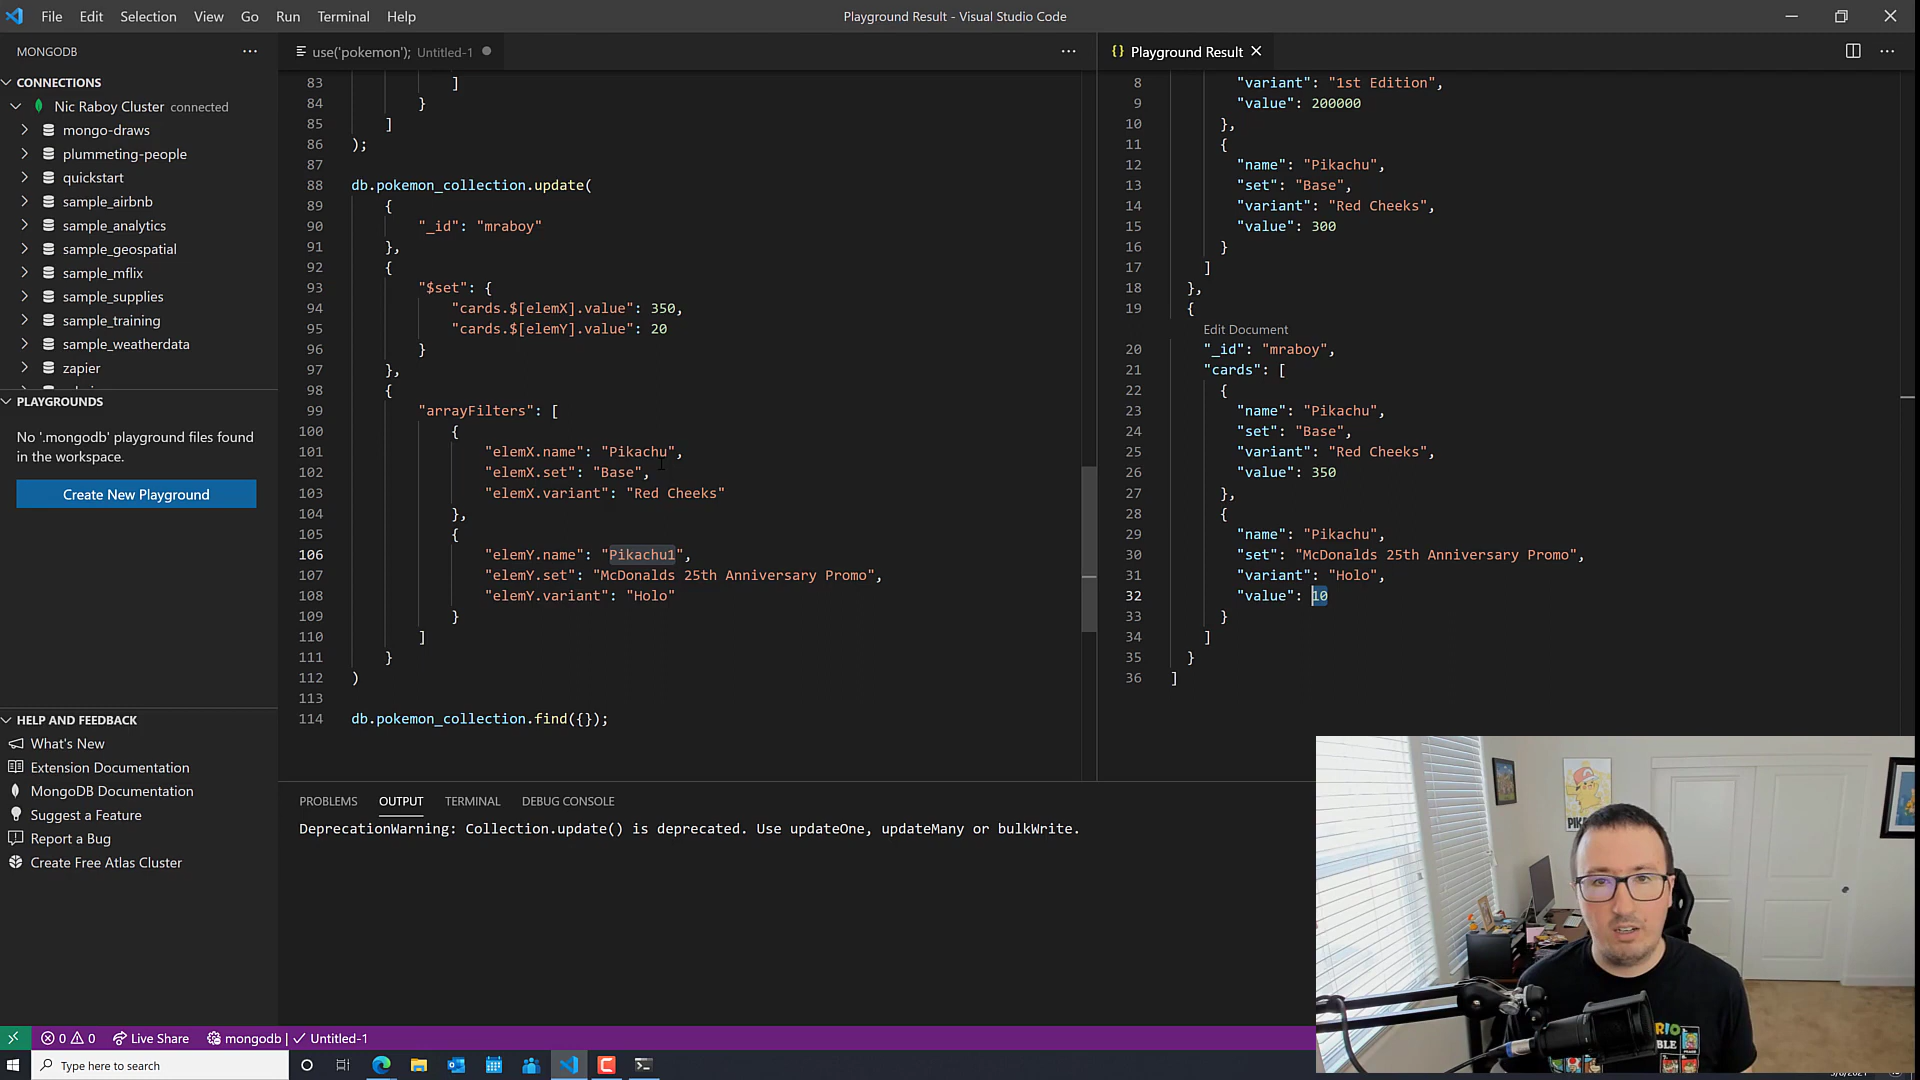 File Edit Selection View Go Run Terminal Help
Playground Result - Visual Studio Code
MONGODB
CONNECTIONS
Nic Raboy Cluster connected
mongo-draws
plummeting-people
quickstart
sample_airbnb
sample_analytics
sample_geospatial
sample_mflix
sample_supplies
sample_training
sample_weatherdata
zapier
PLAYGROUNDS
No '.mongodb' playground files found
in the workspace.
Create New Playground
HELP AND FEEDBACK
What's New
Extension Documentation
MongoDB Documentation
Suggest a Feature
Report a Bug
Create Free Atlas Cluster
use('pokemon'); Untitled-1
83 ]
84 }
85 ]
86 );
87
88 db.pokemon_collection.update(
89 {
90 "_id": "mraboy"
91 },
92 {
93 "$set": {
94 "cards.$[elemX].value": 350,
95 "cards.$[elemY].value": 20
96 }
97 },
98 {
99 "arrayFilters": [
100 {
101 "elemX.name": "Pikachu",
102 "elemX.set": "Base",
103 "elemX.variant": "Red Cheeks"
104 },
105 {
106 "elemY.name": "Pikachu1",
107 "elemY.set": "McDonalds 25th Anniversary Promo",
108 "elemY.variant": "Holo"
109 }
110 ]
111 }
112 )
113
114 db.pokemon_collection.find({});
{} Playground Result
8 "variant": "1st Edition",
9 "value": 200000
10 },
11 {
12 "name": "Pikachu",
13 "set": "Base",
14 "variant": "Red Cheeks",
15 "value": 300
16 }
17 ]
18 },
19 {
Edit Document
20 "_id": "mraboy",
21 "cards": [
22 {
23 "name": "Pikachu",
24 "set": "Base",
25 "variant": "Red Cheeks",
26 "value": 350
27 },
28 {
29 "name": "Pikachu",
30 "set": "McDonalds 25th Anniversary Promo",
31 "variant": "Holo",
32 "value": 10
33 }
34 ]
35 }
36 ]
PROBLEMS OUTPUT TERMINAL DEBUG CONSOLE
DeprecationWarning: Collection.update() is deprecated. Use updateOne, updateMany or bulkWrite.
0 0 Live Share mongodb | Untitled-1
Type here to search